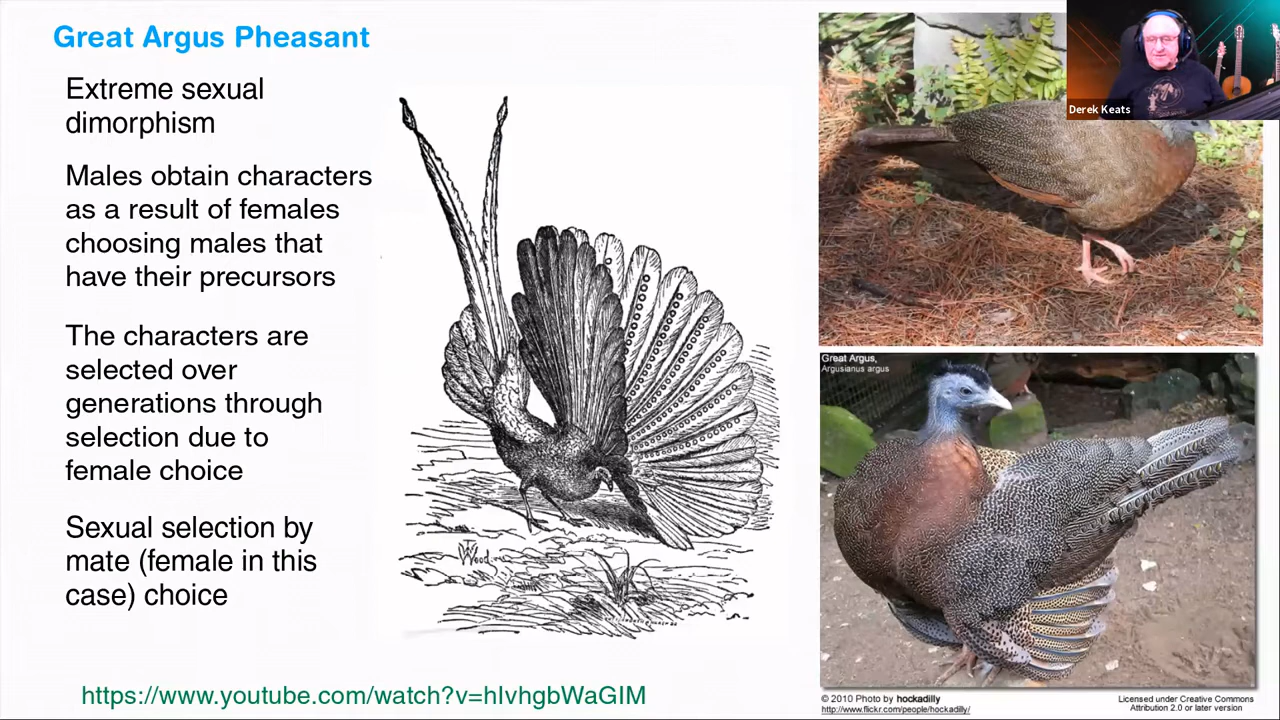 Great Argus Pheasant
Extreme sexual
dimorphism
Males obtain characters
as a result of females
choosing males that
have their precursors
The characters are
selected over
generations through
selection due to
female choice
Sexual selection by
mate (female in this
case) choice
https://www.youtube.com/watch?v=hIvhgbWaGIM
Derek Keats
Great Argus,
Argusianus argus
© 2010 Photo by hockadilly
http://www.flickr.com/people/hockadilly/
Licensed under Creative Commons
Attribution 2.0 or later version